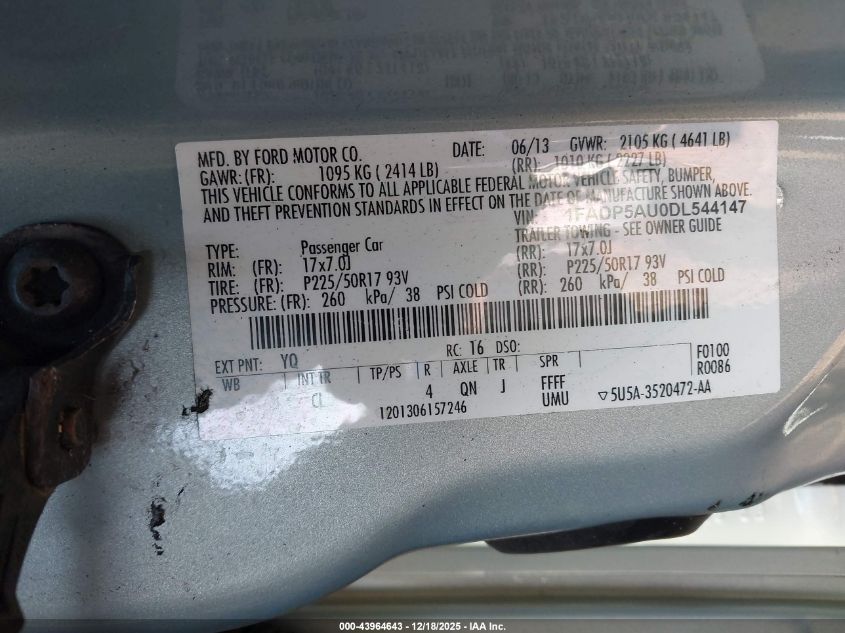 MFD. BY FORD MOTOR CO. DATE: 06/13 GVWR: 2105 KG ( 4641 LB)
GAWR: (FR): 1095 KG ( 2414 LB) (RR): 1010 KG ( 2227 LB)
THIS VEHICLE CONFORMS TO ALL APPLICABLE FEDERAL MOTOR VEHICLE SAFETY, BUMPER,
AND THEFT PREVENTION STANDARDS IN EFFECT ON THE DATE OF MANUFACTURE SHOWN ABOVE.
VIN: 1FADP5AU0DL544147
TYPE: Passenger Car TRAILER TOWING - SEE OWNER GUIDE
RIM: (FR): 17x7.0J (RR): 17x7.0J
TIRE: (FR): P225/50R17 93V (RR): P225/50R17 93V
PRESSURE: (FR): 260 kPa/ 38 PSI COLD (RR): 260 kPa/ 38 PSI COLD
EXT PNT: YQ RC: T6 DSO: F0100
WB INT TR TP/PS R AXLE TR SPR R0086
CJ 4 QN J FFFF
1201306157246 UMU ▽5U5A-3520472-AA
000-43964643 / 12/18/2025 - IAA Inc.